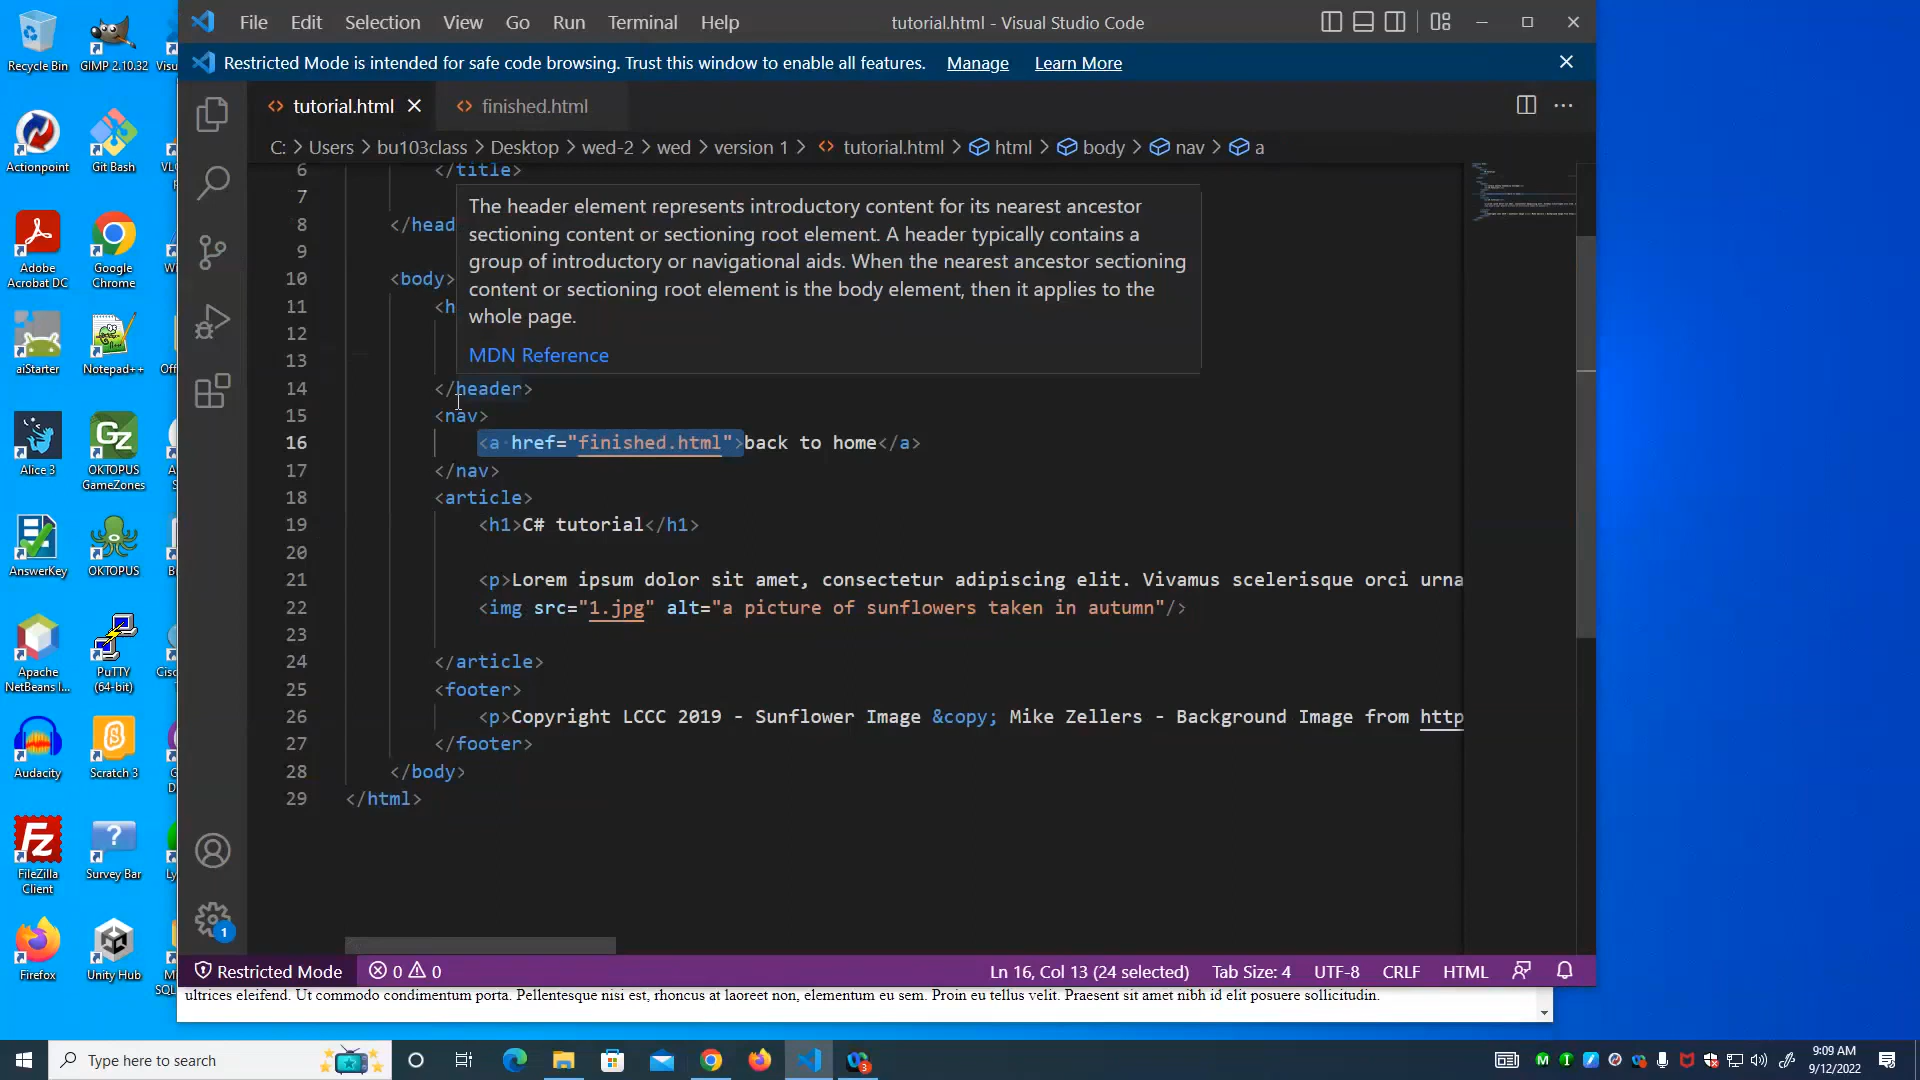 File Edit Selection View Go Run Terminal Help tutorial.html - Visual Studio Code
Restricted Mode is intended for safe code browsing. Trust this window to enable all features. Manage Learn More
tutorial.html finished.html
C: > Users > bu103class > Desktop > wed-2 > wed > version 1 > tutorial.html > html > body > nav > a
6 </title>
7
8 </head
9
10 <body>
11 <h
12
13
14 </header>
15 <nav>
16 <a href="finished.html">back to home</a>
17 </nav>
18 <article>
19 <h1>C# tutorial</h1>
20
21 <p>Lorem ipsum dolor sit amet, consectetur adipiscing elit. Vivamus scelerisque orci urna
22 <img src="1.jpg" alt="a picture of sunflowers taken in autumn"/>
23
24 </article>
25 <footer>
26 <p>Copyright LCCC 2019 - Sunflower Image &copy; Mike Zellers - Background Image from http
27 </footer>
28 </body>
29 </html>
The header element represents introductory content for its nearest ancestor
sectioning content or sectioning root element. A header typically contains a
group of introductory or navigational aids. When the nearest ancestor sectioning
content or sectioning root element is the body element, then it applies to the
whole page.
MDN Reference
1
Restricted Mode 0 0 Ln 16, Col 13 (24 selected) Tab Size: 4 UTF-8 CRLF HTML
ultrices eleifend. Ut commodo condimentum porta. Pellentesque nisi est, rhoncus at laoreet non, elementum eu sem. Proin eu tellus velit. Praesent sit amet nibh id elit posuere sollicitudin.
Recycle Bin
GIMP 2.10.32
Visu
Actionpoint
Git Bash
VL
Adobe
Acrobat DC
Google
Chrome
aiStarter
Notepad++
Off
Alice 3
OKTOPUS
GameZones
AnswerKey
OKTOPUS
Apache
NetBeans I...
PuTTY
(64-bit)
Cisc
Audacity
Scratch 3
FileZilla
Client
Survey Bar
Ly
Firefox
Unity Hub
SQL
Type here to search
3
9:09 AM
9/12/2022